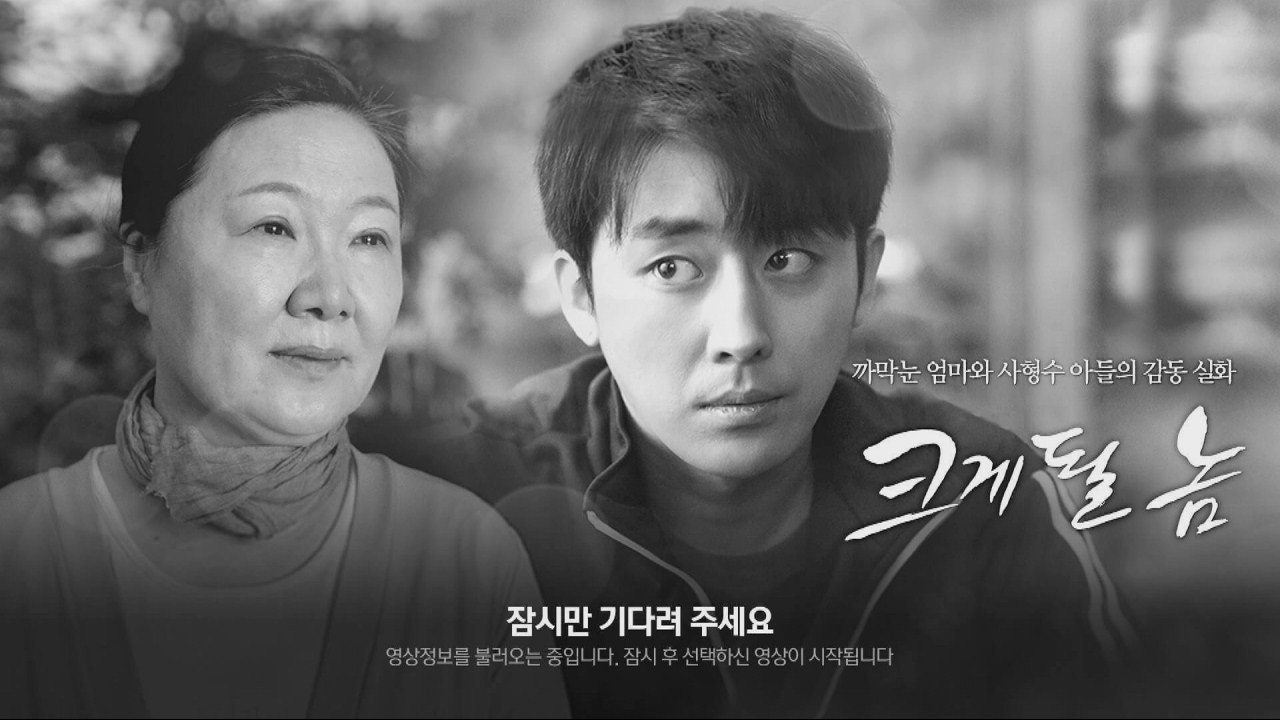 까막눈 엄마와 사형수 아들의 감동 실화
크게 될 놈
잠시만 기다려 주세요
영상정보를 불러오는 중입니다. 잠시 후 선택하신 영상이 시작됩니다